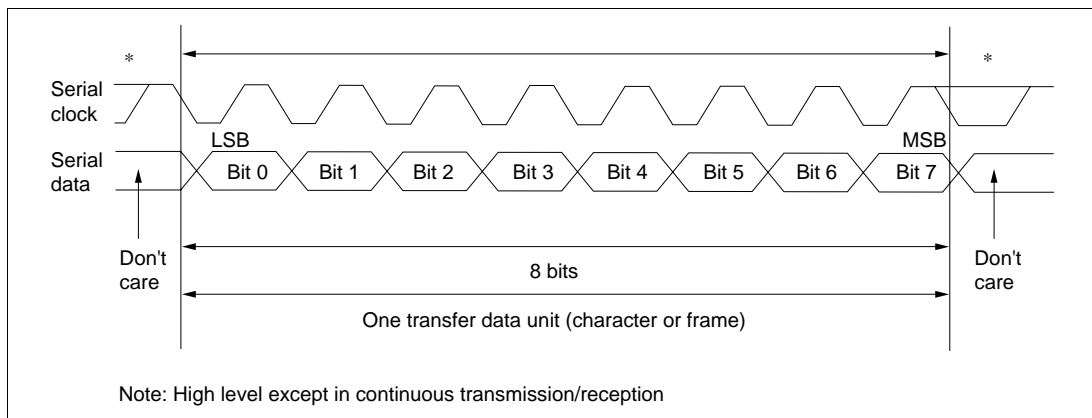 * *
Serial
clock
LSB MSB
Serial
data
Bit 0 Bit 1 Bit 2 Bit 3 Bit 4 Bit 5 Bit 6 Bit 7
Don't
care
Don't
care
8 bits
One transfer data unit (character or frame)
Note: High level except in continuous transmission/reception